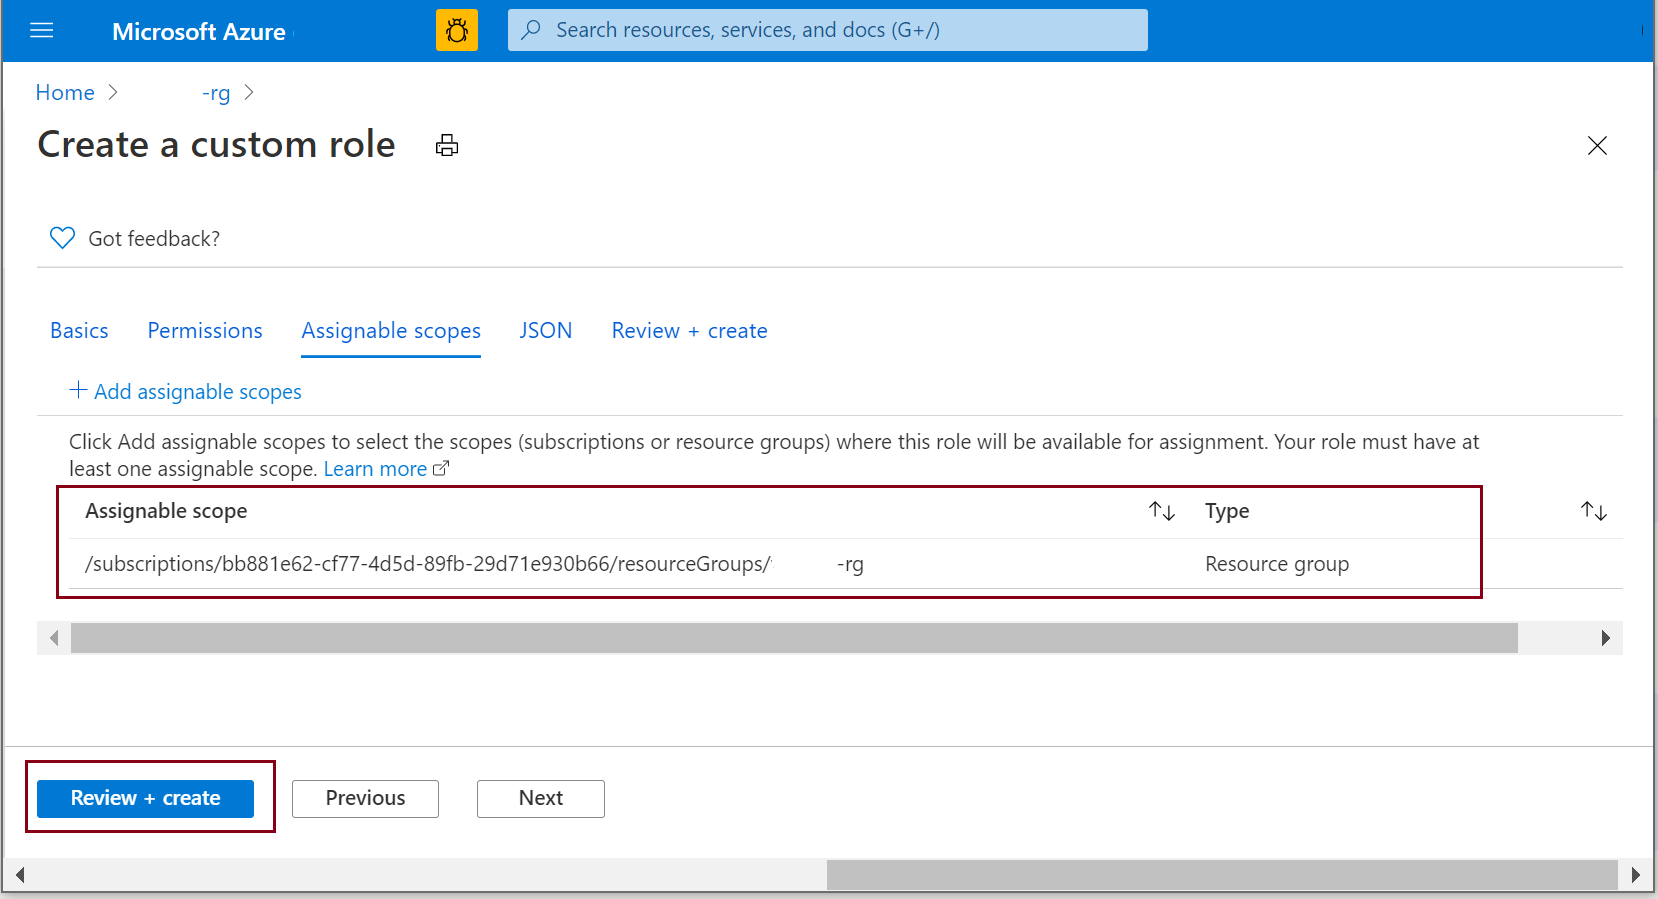 Microsoft Azure
Search resources, services, and docs (G+/)
Home > -rg >
Create a custom role
Got feedback?
Basics Permissions Assignable scopes JSON Review + create
+ Add assignable scopes
Click Add assignable scopes to select the scopes (subscriptions or resource groups) where this role will be available for assignment. Your role must have at
least one assignable scope. Learn more
Assignable scope Type
/subscriptions/bb881e62-cf77-4d5d-89fb-29d71e930b66/resourceGroups/ -rg Resource group
Review + create Previous Next